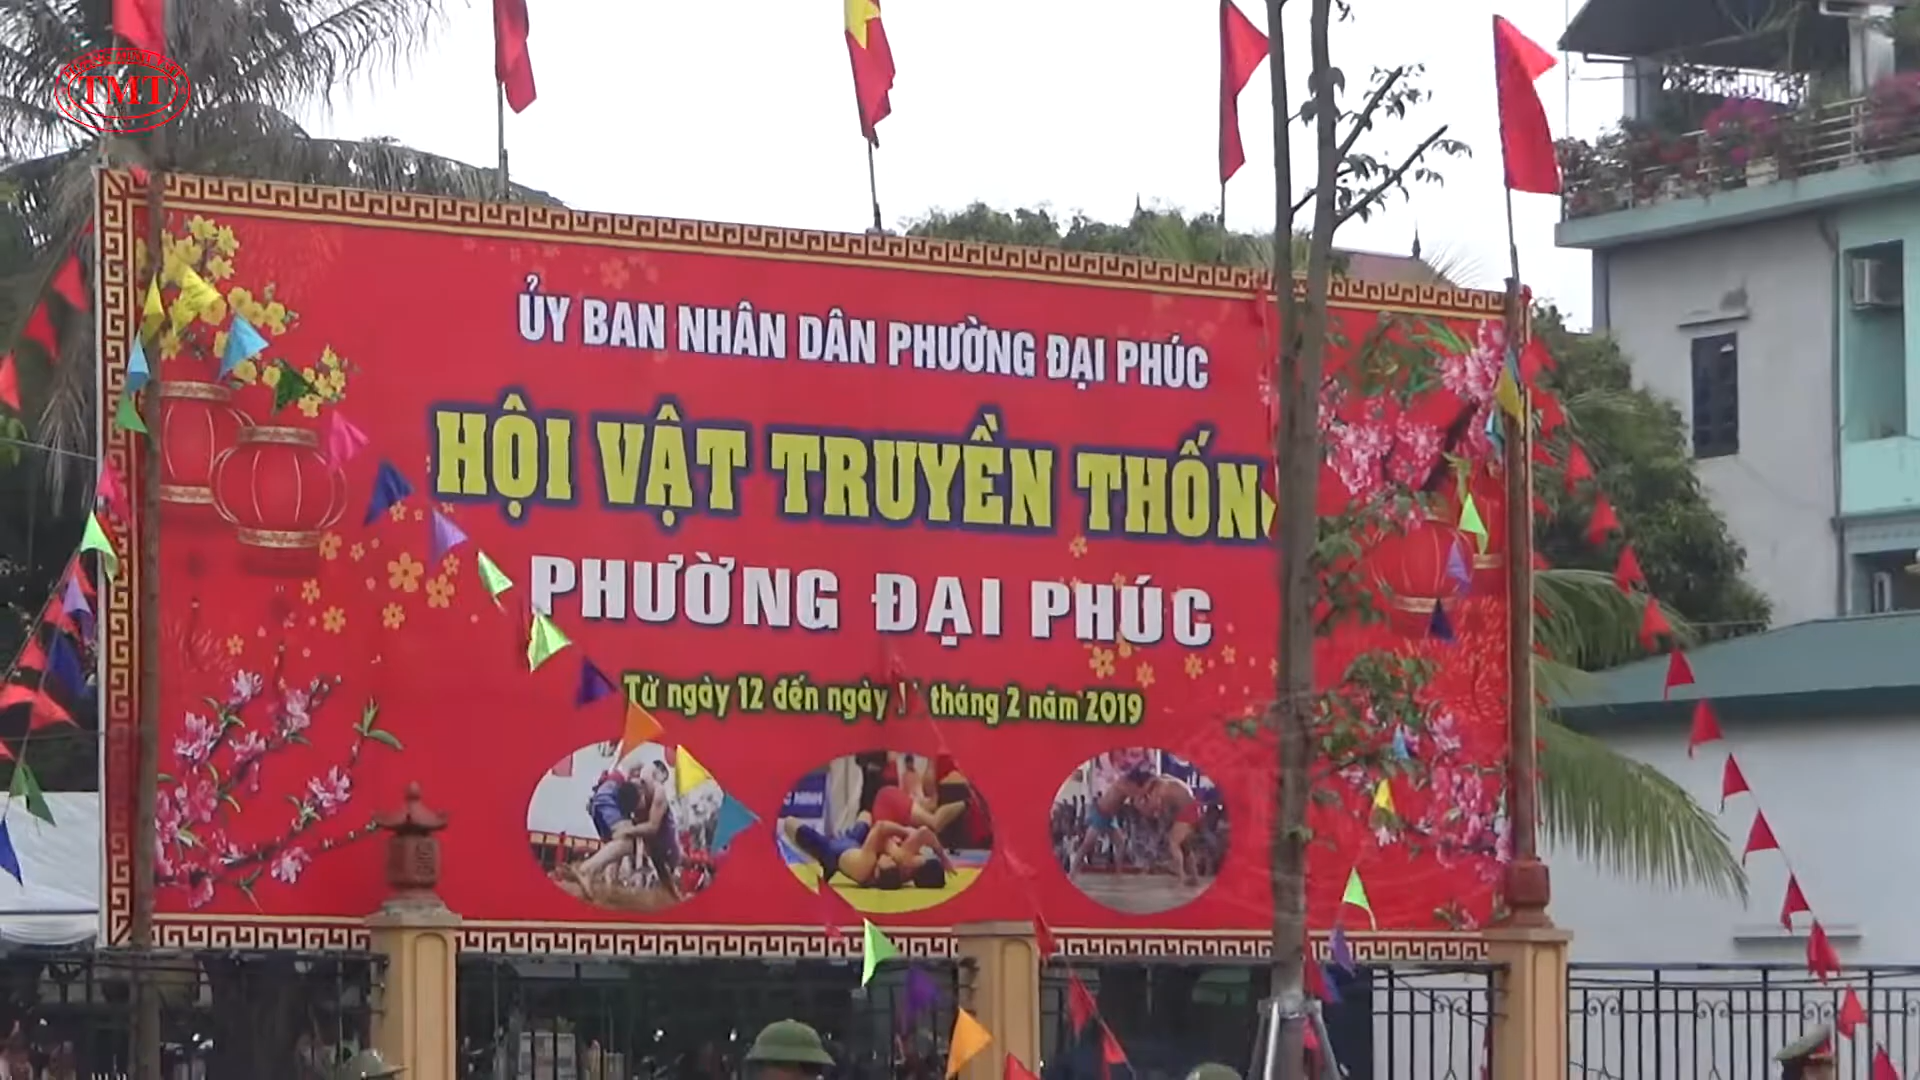 TMT
ỦY BAN NHÂN DÂN PHƯỜNG ĐẠI PHÚC
HỘI VẬT TRUYỀN THỐN
PHƯỜNG ĐẠI PHÚC
Từ ngày 12 đến ngày tháng 2 năm 2019